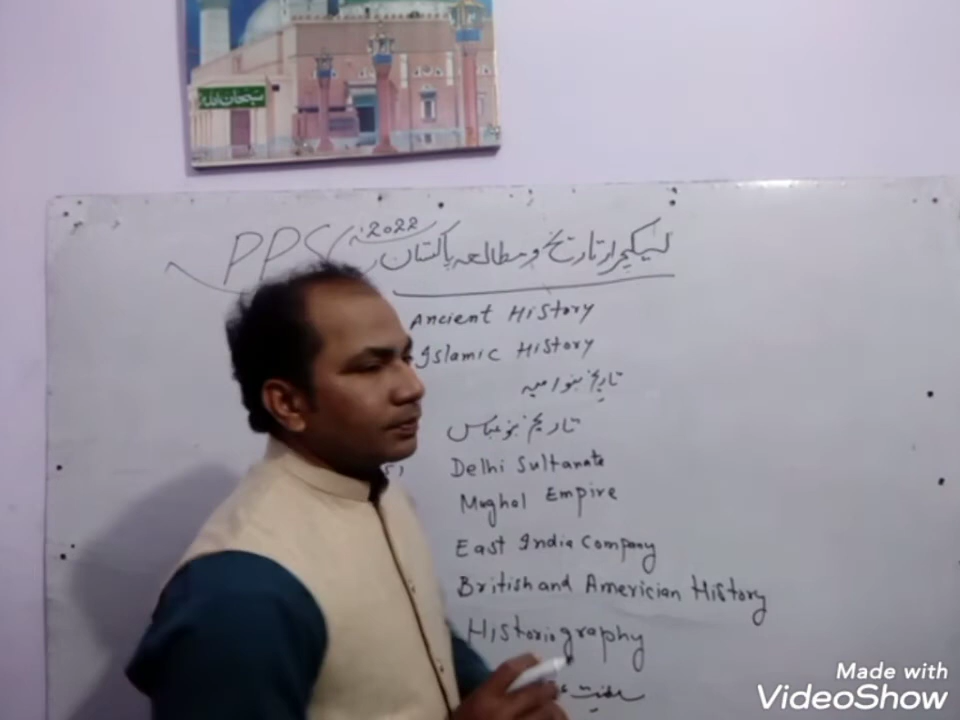 سبحان اللہ
لیکچرار تاریخ و مطالعہ پاکستان 2022 PPSC
Ancient History
Islamic History
تاریخ بنو امیہ
تاریخ بنو عباس
Delhi Sultanate
Moghol Empire
East India Company
British and Americian History
Historiography
Made with
VideoShow